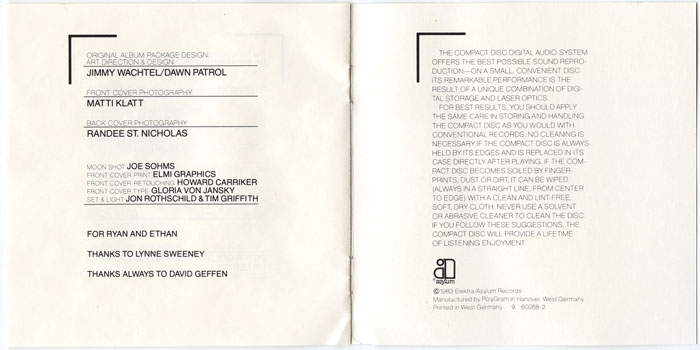 ORIGINAL ALBUM PACKAGE DESIGN
ART DIRECTION & DESIGN
JIMMY WACHTEL/DAWN PATROL
FRONT COVER PHOTOGRAPHY
MATTI KLATT
BACK COVER PHOTOGRAPHY
RANDEE ST. NICHOLAS
MOON SHOT JOE SOHMS
FRONT COVER PRINT ELMI GRAPHICS
FRONT COVER RETOUCHING HOWARD CARRIKER
FRONT COVER TYPE GLORIA VON JANSKY
SET & LIGHT JON ROTHSCHILD & TIM GRIFFITH
FOR RYAN AND ETHAN
THANKS TO LYNNE SWEENEY
THANKS ALWAYS TO DAVID GEFFEN
THE COMPACT DISC DIGITAL AUDIO SYSTEM
OFFERS THE BEST POSSIBLE SOUND REPRO-
DUCTION—ON A SMALL, CONVENIENT DISC.
ITS REMARKABLE PERFORMANCE IS THE
RESULT OF A UNIQUE COMBINATION OF DIGI-
TAL STORAGE AND LASER OPTICS.
FOR BEST RESULTS, YOU SHOULD APPLY
THE SAME CARE IN STORING AND HANDLING
THE COMPACT DISC AS YOU WOULD WITH
CONVENTIONAL RECORDS. NO CLEANING IS
NECESSARY IF THE COMPACT DISC IS ALWAYS
HELD BY ITS EDGES AND IS REPLACED IN ITS
CASE DIRECTLY AFTER PLAYING. IF THE COM-
PACT DISC BECOMES SOILED BY FINGER
PRINTS, DUST OR DIRT, IT CAN BE WIPED
(ALWAYS IN A STRAIGHT LINE, FROM CENTER
TO EDGE) WITH A CLEAN AND LINT-FREE,
SOFT, DRY CLOTH. NEVER USE A SOLVENT
OR ABRASIVE CLEANER TO CLEAN THE DISC.
IF YOU FOLLOW THESE SUGGESTIONS, THE
COMPACT DISC WILL PROVIDE A LIFETIME
OF LISTENING ENJOYMENT.
asylum
©1983 Elektra/Asylum Records
Manufactured by PolyGram in Hanover, West Germany
Printed in West Germany 9 60268-2